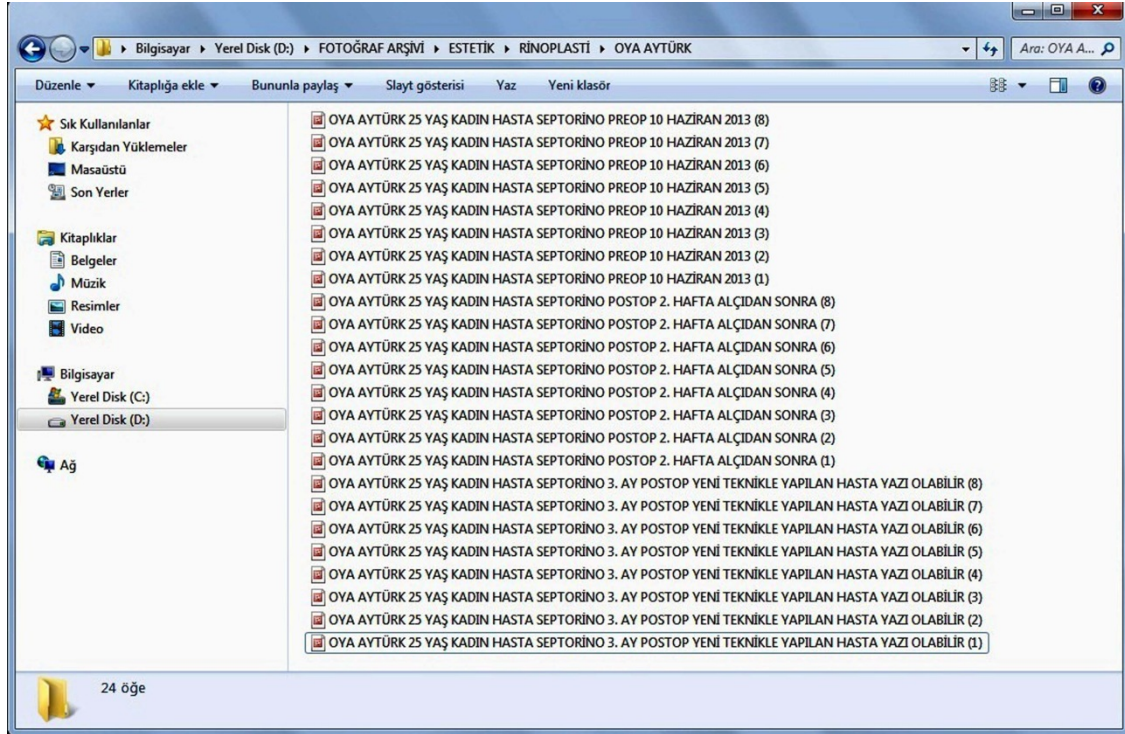 Bilgisayar Yerel Disk (D:) FOTOĞRAF ARŞİVİ ESTETİK RİNOPLASTİ OYA AYTÜRK
Ara: OYA A...
Düzenle Kitaplığa ekle Bununla paylaş Slayt gösterisi Yaz Yeni klasör
Sık Kullanılanlar
Karşıdan Yüklemeler
Masaüstü
Son Yerler
Kitaplıklar
Belgeler
Müzik
Resimler
Video
Bilgisayar
Yerel Disk (C:)
Yerel Disk (D:)
Ağ
OYA AYTÜRK 25 YAŞ KADIN HASTA SEPTORİNO PREOP 10 HAZİRAN 2013 (8)
OYA AYTÜRK 25 YAŞ KADIN HASTA SEPTORİNO PREOP 10 HAZİRAN 2013 (7)
OYA AYTÜRK 25 YAŞ KADIN HASTA SEPTORİNO PREOP 10 HAZİRAN 2013 (6)
OYA AYTÜRK 25 YAŞ KADIN HASTA SEPTORİNO PREOP 10 HAZİRAN 2013 (5)
OYA AYTÜRK 25 YAŞ KADIN HASTA SEPTORİNO PREOP 10 HAZİRAN 2013 (4)
OYA AYTÜRK 25 YAŞ KADIN HASTA SEPTORİNO PREOP 10 HAZİRAN 2013 (3)
OYA AYTÜRK 25 YAŞ KADIN HASTA SEPTORİNO PREOP 10 HAZİRAN 2013 (2)
OYA AYTÜRK 25 YAŞ KADIN HASTA SEPTORİNO PREOP 10 HAZİRAN 2013 (1)
OYA AYTÜRK 25 YAŞ KADIN HASTA SEPTORİNO POSTOP 2. HAFTA ALÇIDAN SONRA (8)
OYA AYTÜRK 25 YAŞ KADIN HASTA SEPTORİNO POSTOP 2. HAFTA ALÇIDAN SONRA (7)
OYA AYTÜRK 25 YAŞ KADIN HASTA SEPTORİNO POSTOP 2. HAFTA ALÇIDAN SONRA (6)
OYA AYTÜRK 25 YAŞ KADIN HASTA SEPTORİNO POSTOP 2. HAFTA ALÇIDAN SONRA (5)
OYA AYTÜRK 25 YAŞ KADIN HASTA SEPTORİNO POSTOP 2. HAFTA ALÇIDAN SONRA (4)
OYA AYTÜRK 25 YAŞ KADIN HASTA SEPTORİNO POSTOP 2. HAFTA ALÇIDAN SONRA (3)
OYA AYTÜRK 25 YAŞ KADIN HASTA SEPTORİNO POSTOP 2. HAFTA ALÇIDAN SONRA (2)
OYA AYTÜRK 25 YAŞ KADIN HASTA SEPTORİNO POSTOP 2. HAFTA ALÇIDAN SONRA (1)
OYA AYTÜRK 25 YAŞ KADIN HASTA SEPTORİNO 3. AY POSTOP YENİ TEKNİKLE YAPILAN HASTA YAZI OLABİLİR (8)
OYA AYTÜRK 25 YAŞ KADIN HASTA SEPTORİNO 3. AY POSTOP YENİ TEKNİKLE YAPILAN HASTA YAZI OLABİLİR (7)
OYA AYTÜRK 25 YAŞ KADIN HASTA SEPTORİNO 3. AY POSTOP YENİ TEKNİKLE YAPILAN HASTA YAZI OLABİLİR (6)
OYA AYTÜRK 25 YAŞ KADIN HASTA SEPTORİNO 3. AY POSTOP YENİ TEKNİKLE YAPILAN HASTA YAZI OLABİLİR (5)
OYA AYTÜRK 25 YAŞ KADIN HASTA SEPTORİNO 3. AY POSTOP YENİ TEKNİKLE YAPILAN HASTA YAZI OLABİLİR (4)
OYA AYTÜRK 25 YAŞ KADIN HASTA SEPTORİNO 3. AY POSTOP YENİ TEKNİKLE YAPILAN HASTA YAZI OLABİLİR (3)
OYA AYTÜRK 25 YAŞ KADIN HASTA SEPTORİNO 3. AY POSTOP YENİ TEKNİKLE YAPILAN HASTA YAZI OLABİLİR (2)
OYA AYTÜRK 25 YAŞ KADIN HASTA SEPTORİNO 3. AY POSTOP YENİ TEKNİKLE YAPILAN HASTA YAZI OLABİLİR (1)
24 öğe